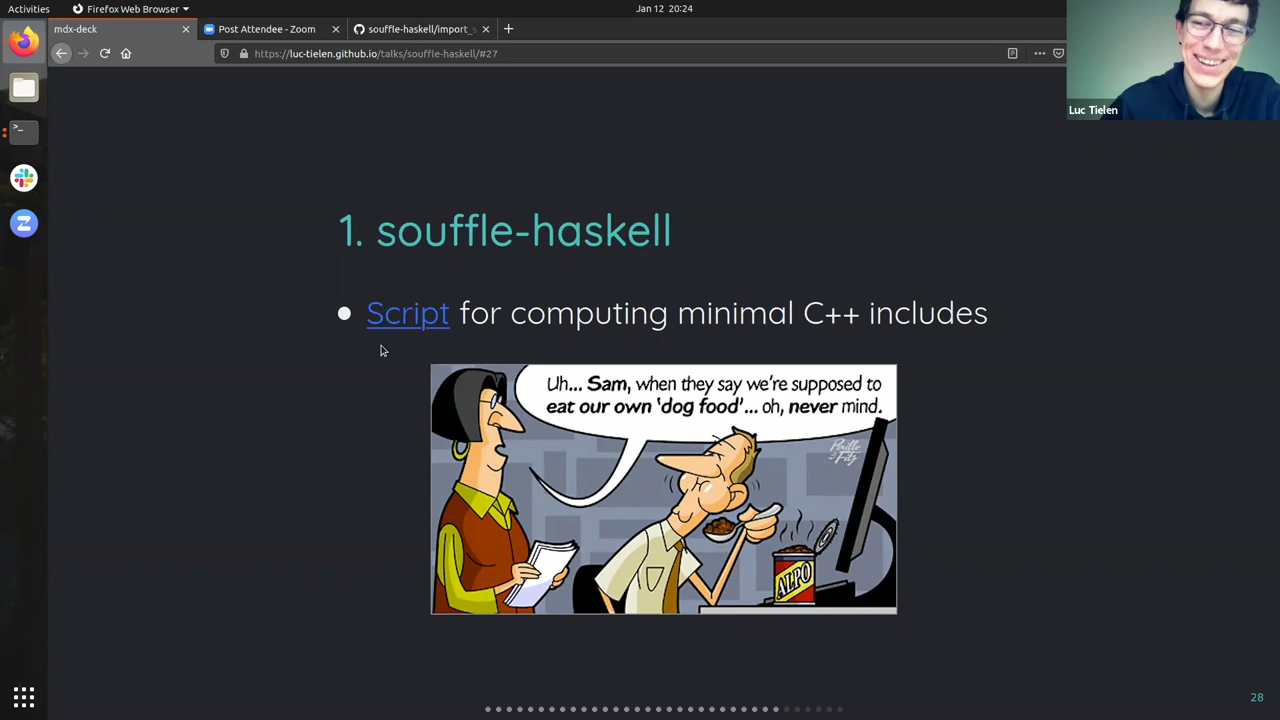 Activities
Firefox Web Browser
Jan 12 20:24
mdx-deck
Post Attendee - Zoom
souffle-haskell/import_s
https://luc-tielen.github.io/talks/souffle-haskell/#27
Luc Tielen
1. souffle-haskell
Script for computing minimal C++ includes
Uh... Sam, when they say we're supposed to
eat our own 'dog food'... oh, never mind.
ALPO
28